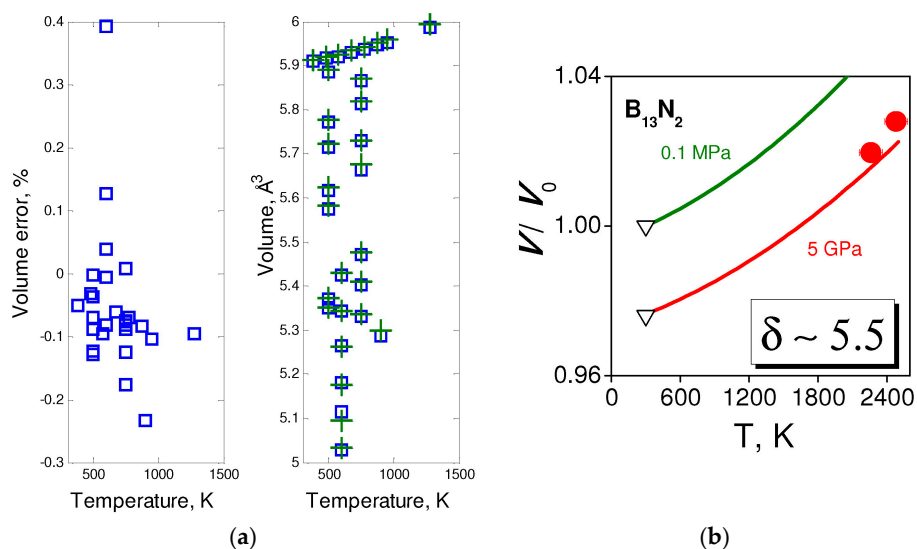 0.4
0.3
0.2
0.1
0
-0.1
-0.2
-0.3
500
1000
1500
Volume error, %
Temperature, K
6
5.9
5.8
5.7
5.6
5.5
5.4
5.3
5.2
5.1
5
500
1000
1500
Volume, Å³
Temperature, K
(a)
1.04
1.00
0.96
0
600
1200
1800
2400
V/ V₀
T, K
B₁₃N₂
0.1 MPa
5 GPa
δ ~ 5.5
(b)